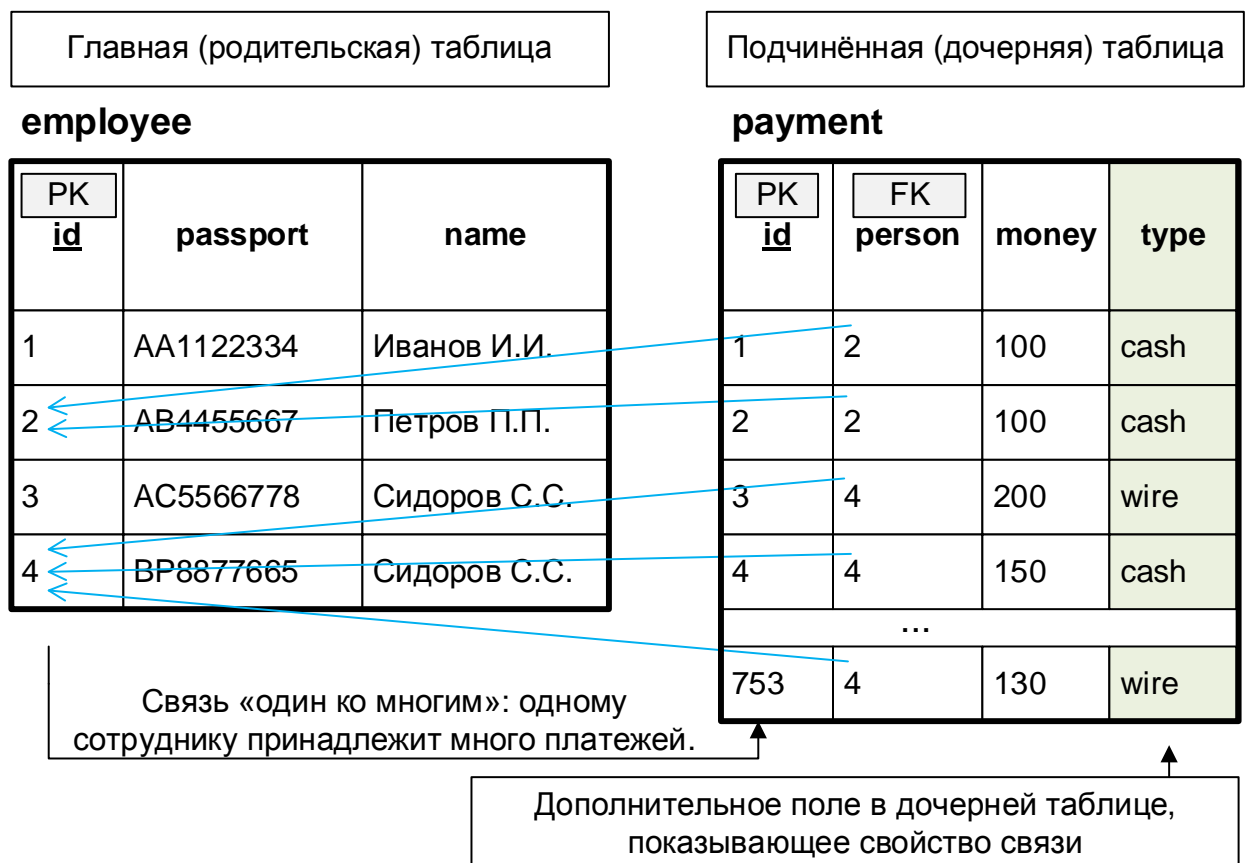 Главная (родительская) таблица
Подчинённая (дочерняя) таблица
employee
payment
PK
id passport name
PK FK
id person money type
1 AA1122334 Иванов И.И.
1 2 100 cash
2 AB4455667 Петров П.П.
2 2 100 cash
3 AC5566778 Сидоров С.С.
3 4 200 wire
4 BP8877665 Сидоров С.С.
4 4 150 cash
...
753 4 130 wire
Связь «один ко многим»: одному
сотруднику принадлежит много платежей.
Дополнительное поле в дочерней таблице,
показывающее свойство связи